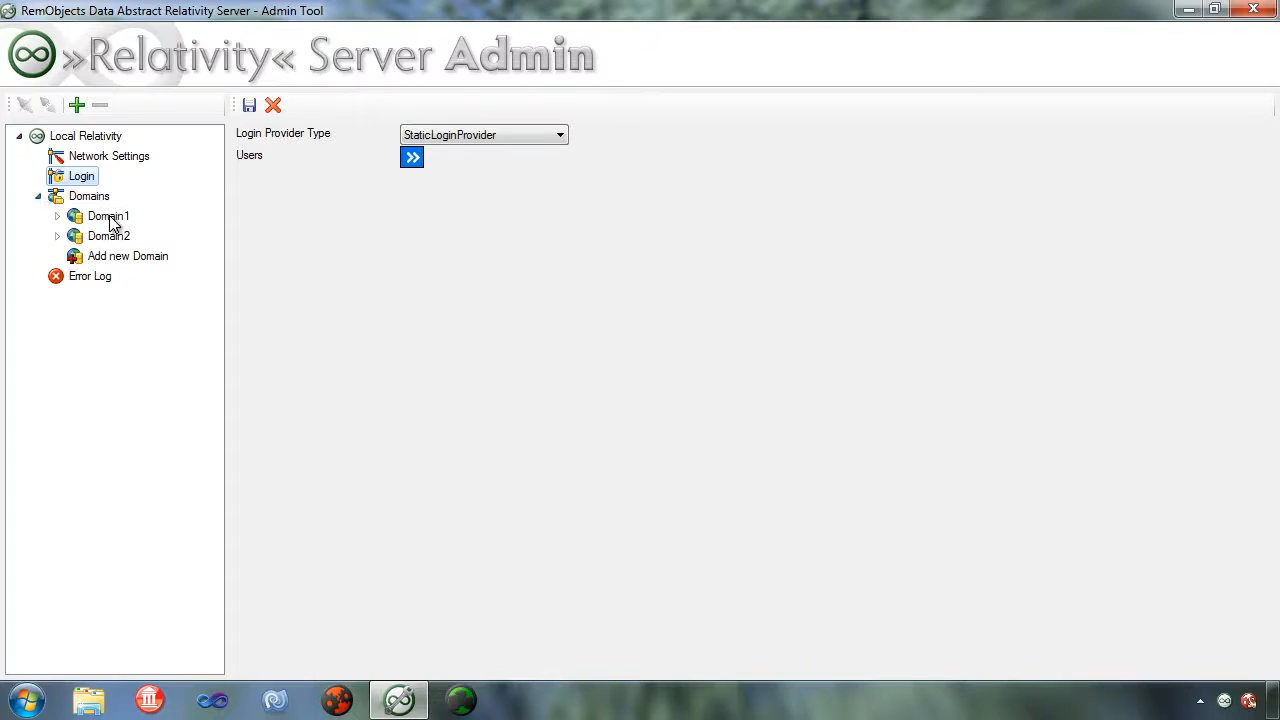 RemObjects Data Abstract Relativity Server - Admin Tool
»Relativity« Server Admin
Local Relativity
Network Settings
Login
Domains
Domain1
Domain2
Add new Domain
Error Log
Login Provider Type
StaticLoginProvider
Users